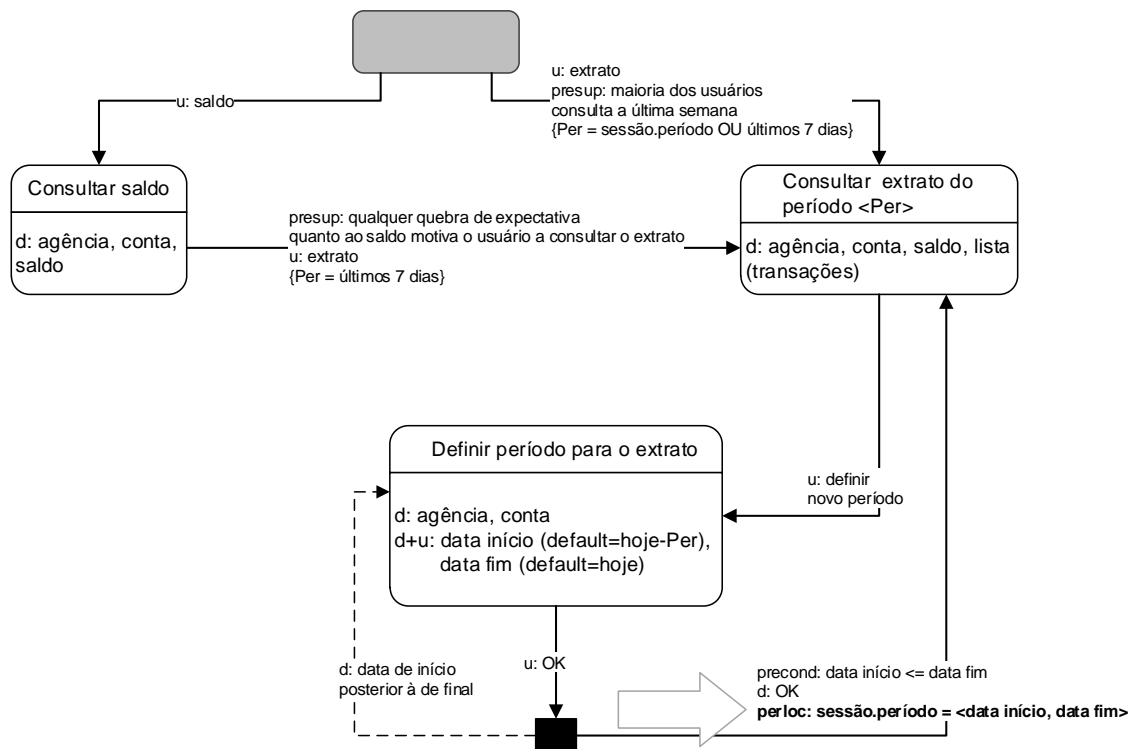 u: saldo
u: extrato
presup: maioria dos usuários
consulta a última semana
{Per = sessão.período OU últimos 7 dias}
Consultar saldo
d: agência, conta,
saldo
presup: qualquer quebra de expectativa
quanto ao saldo motiva o usuário a consultar o extrato
u: extrato
{Per = últimos 7 dias}
Consultar extrato do
período <Per>
d: agência, conta, saldo, lista
(transações)
Definir período para o extrato
d: agência, conta
d+u: data início (default=hoje-Per),
data fim (default=hoje)
u: definir
novo período
d: data de início
posterior à de final
u: OK
precond: data início <= data fim
d: OK
perloc: sessão.período = <data início, data fim>